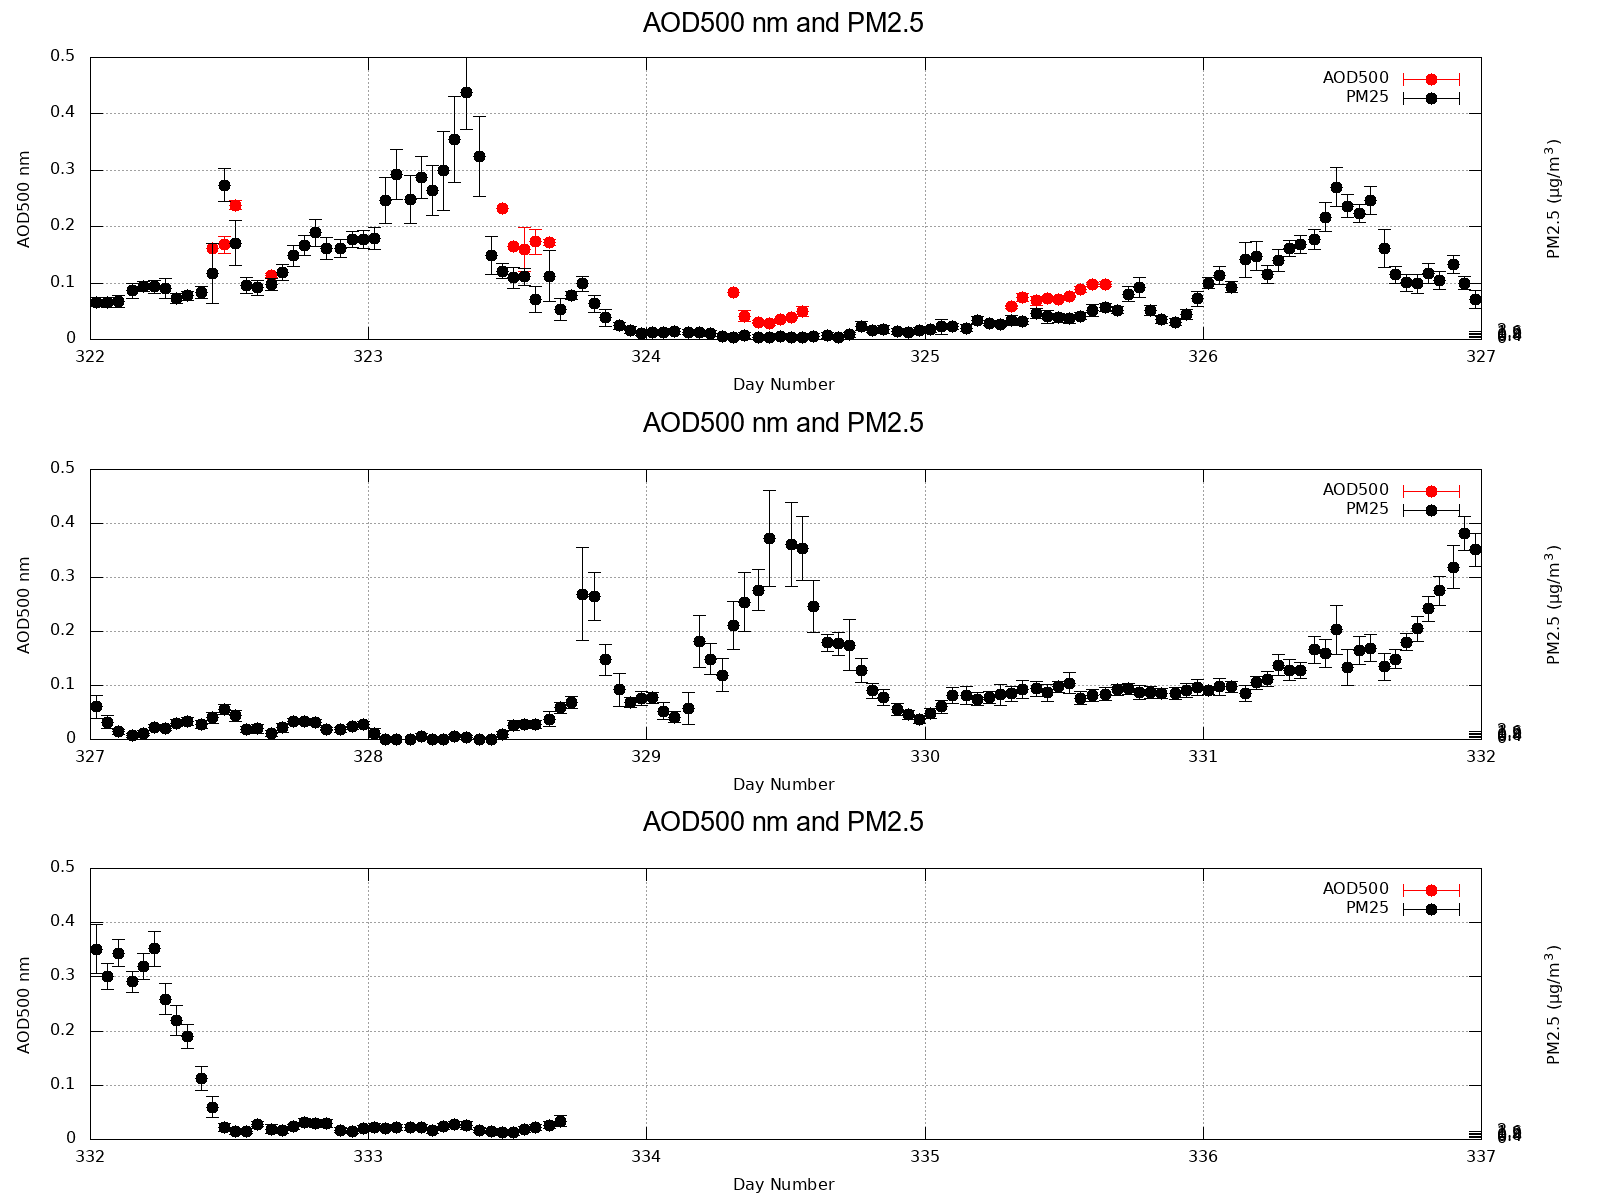 AOD500 nm and PM2.5
0.5
0.4
0.3
0.2
0.1
0
AOD500 nm
AOD500
PM25
PM2.5 (µg/m3)
322 323 324 325 326 327
Day Number
AOD500 nm and PM2.5
0.5
0.4
0.3
0.2
0.1
0
AOD500 nm
AOD500
PM25
PM2.5 (µg/m3)
327 328 329 330 331 332
Day Number
AOD500 nm and PM2.5
0.5
0.4
0.3
0.2
0.1
0
AOD500 nm
AOD500
PM25
PM2.5 (µg/m3)
332 333 334 335 336 337
Day Number